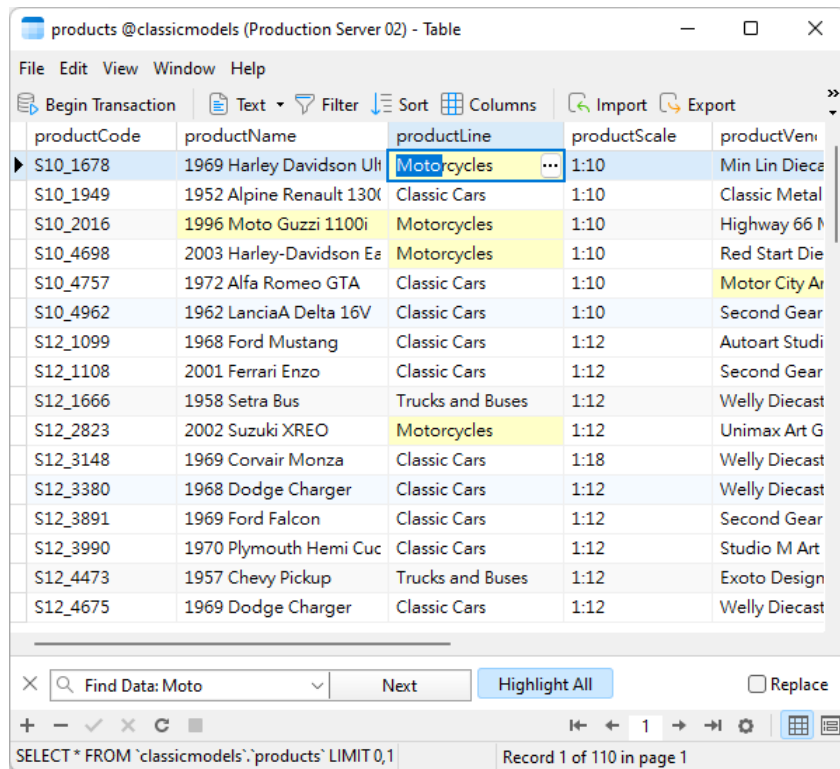 products @classicmodels (Production Server 02) - Table
File Edit View Window Help
Begin Transaction Text Filter Sort Columns Import Export
productCode productName productLine productScale productVen
S10_1678 1969 Harley Davidson Ult Motorcycles 1:10 Min Lin Dieca
S10_1949 1952 Alpine Renault 130 Classic Cars 1:10 Classic Metal
S10_2016 1996 Moto Guzzi 1100i Motorcycles 1:10 Highway 66
S10_4698 2003 Harley-Davidson Ea Motorcycles 1:10 Red Start Die
S10_4757 1972 Alfa Romeo GTA Classic Cars 1:10 Motor City Ar
S10_4962 1962 LanciaA Delta 16V Classic Cars 1:10 Second Gear
S12_1099 1968 Ford Mustang Classic Cars 1:12 Autoart Studi
S12_1108 2001 Ferrari Enzo Classic Cars 1:12 Second Gear
S12_1666 1958 Setra Bus Trucks and Buses 1:12 Welly Diecast
S12_2823 2002 Suzuki XREO Motorcycles 1:12 Unimax Art G
S12_3148 1969 Corvair Monza Classic Cars 1:18 Welly Diecast
S12_3380 1968 Dodge Charger Classic Cars 1:12 Welly Diecast
S12_3891 1969 Ford Falcon Classic Cars 1:12 Second Gear
S12_3990 1970 Plymouth Hemi Cuc Classic Cars 1:12 Studio M Art
S12_4473 1957 Chevy Pickup Trucks and Buses 1:12 Exoto Design
S12_4675 1969 Dodge Charger Classic Cars 1:12 Welly Diecast
Find Data: Moto Next Highlight All Replace
1
SELECT * FROM `classicmodels`.`products` LIMIT 0,1 Record 1 of 110 in page 1